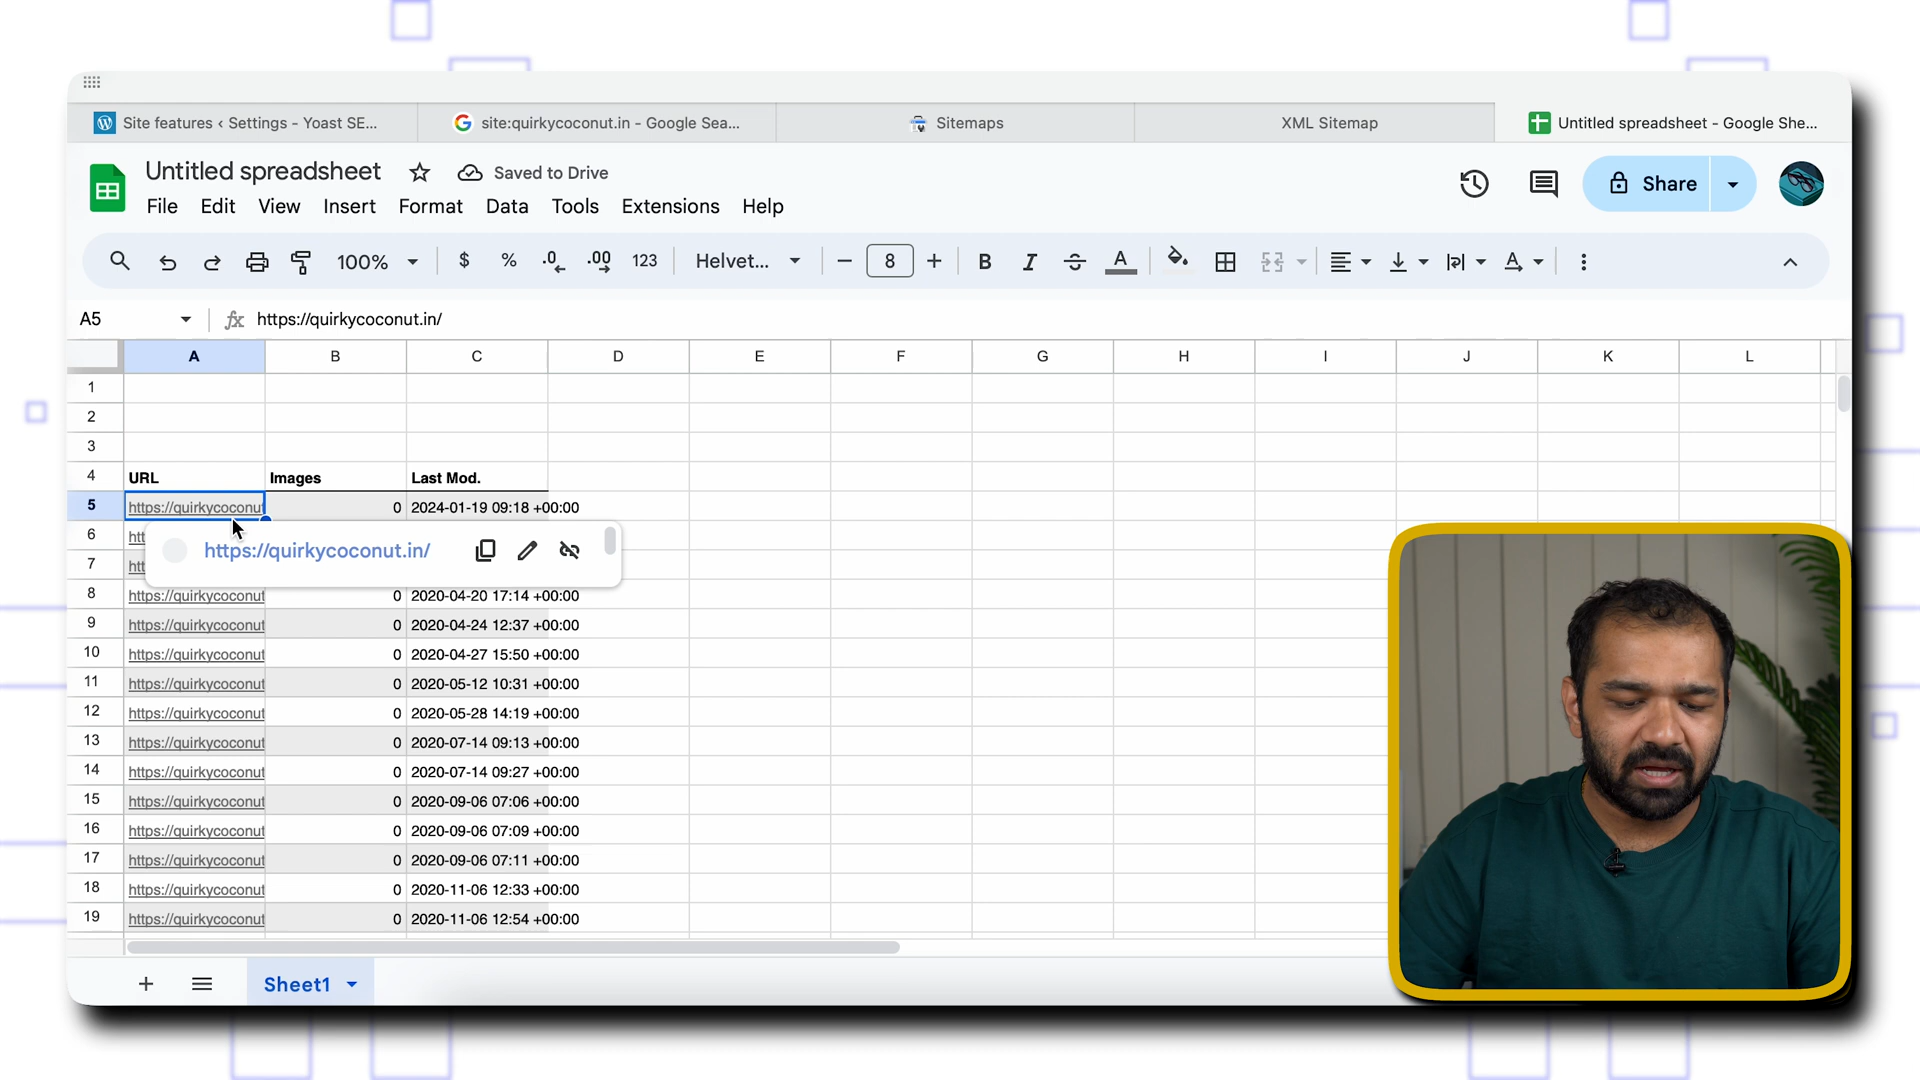 Site features ‹ Settings - Yoast SE...
site:quirkycoconut.in - Google Sea...
Sitemaps
XML Sitemap
Untitled spreadsheet - Google She...
Untitled spreadsheet
Saved to Drive
Share
File Edit View Insert Format Data Tools Extensions Help
100%
$ % .0 .00 123
Helvet...
8
B I S A
A5
fx https://quirkycoconut.in/
A B C D E F G H I J K L
1
2
3
4 URL Images Last Mod.
5 https://quirkycoconut 0 2024-01-19 09:18 +00:00
6 htt
https://quirkycoconut.in/
7 htt
8 https://quirkycoconut 0 2020-04-20 17:14 +00:00
9 https://quirkycoconut 0 2020-04-24 12:37 +00:00
10 https://quirkycoconut 0 2020-04-27 15:50 +00:00
11 https://quirkycoconut 0 2020-05-12 10:31 +00:00
12 https://quirkycoconut 0 2020-05-28 14:19 +00:00
13 https://quirkycoconut 0 2020-07-14 09:13 +00:00
14 https://quirkycoconut 0 2020-07-14 09:27 +00:00
15 https://quirkycoconut 0 2020-09-06 07:06 +00:00
16 https://quirkycoconut 0 2020-09-06 07:09 +00:00
17 https://quirkycoconut 0 2020-09-06 07:11 +00:00
18 https://quirkycoconut 0 2020-11-06 12:33 +00:00
19 https://quirkycoconut 0 2020-11-06 12:54 +00:00
Sheet1